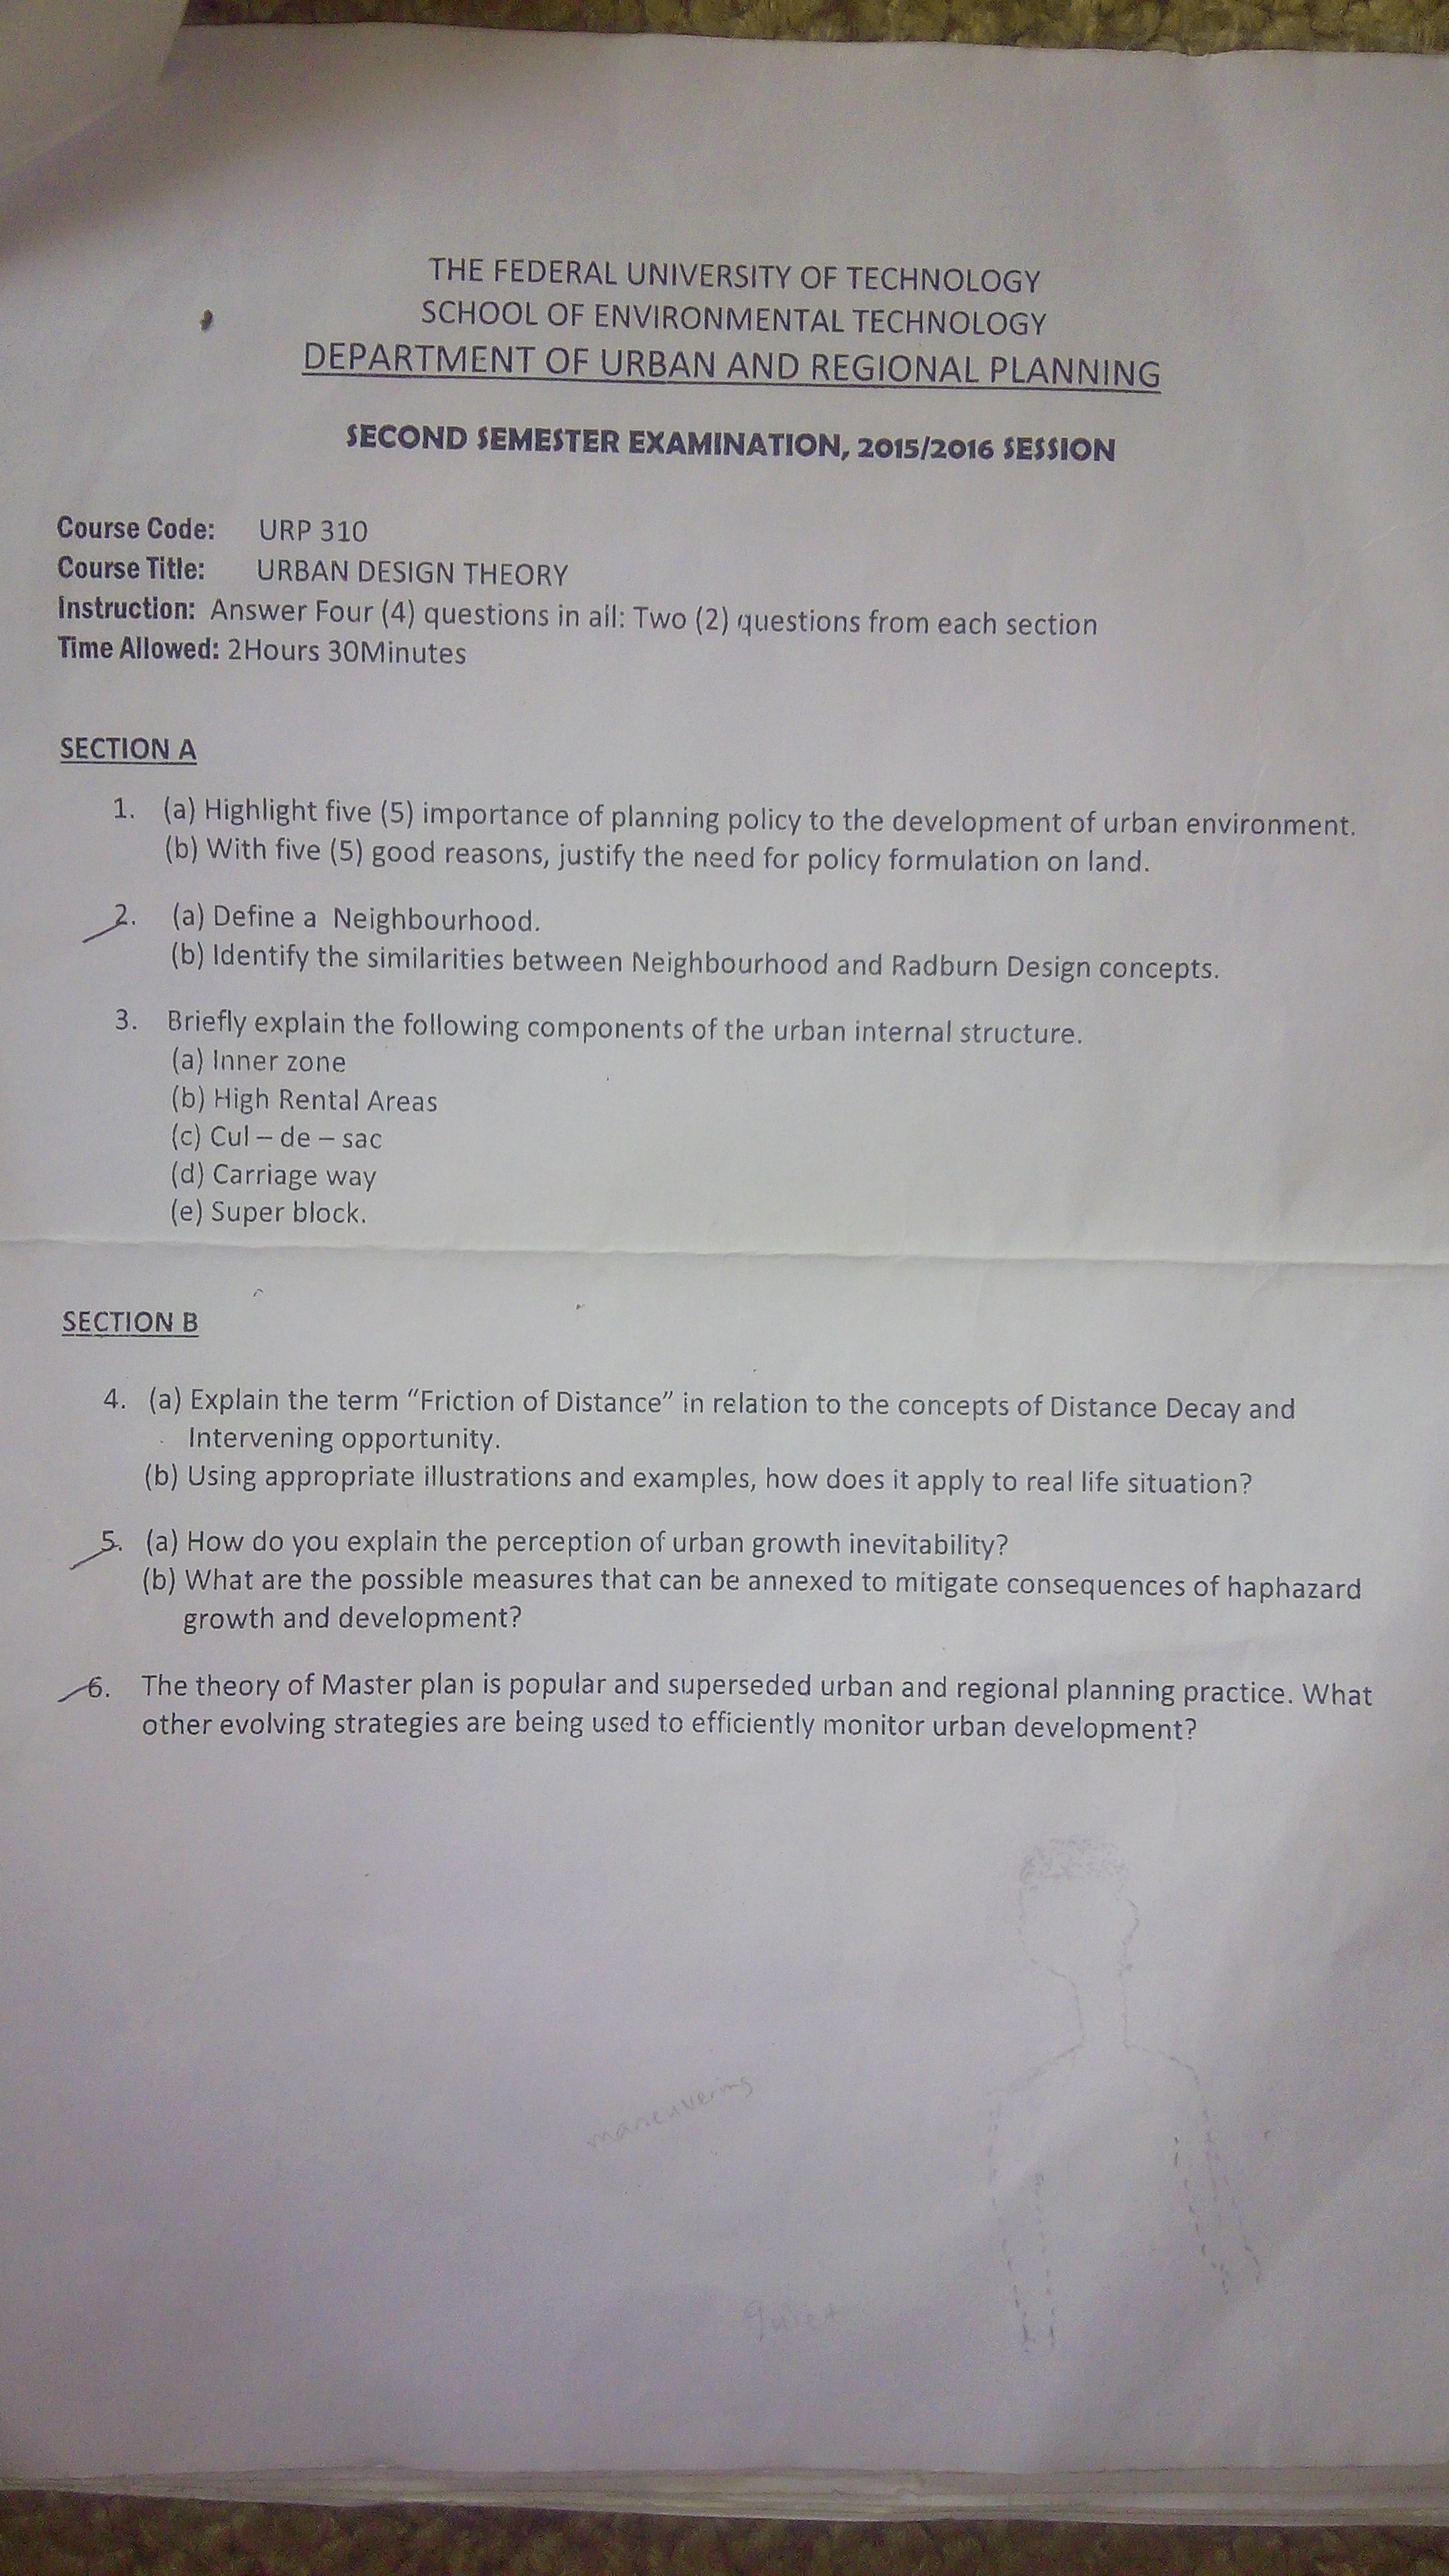 THE FEDERAL UNIVERSITY OF TECHNOLOGY
SCHOOL OF ENVIRONMENTAL TECHNOLOGY
DEPARTMENT OF URBAN AND REGIONAL PLANNING
SECOND SEMESTER EXAMINATION, 2015/2016 SESSION
Course Code: URP 310
Course Title: URBAN DESIGN THEORY
Instruction: Answer Four (4) questions in all: Two (2) questions from each section
Time Allowed: 2Hours 30Minutes
SECTION A
1. (a) Highlight five (5) importance of planning policy to the development of urban environment.
(b) With five (5) good reasons, justify the need for policy formulation on land.
2. (a) Define a Neighbourhood.
(b) Identify the similarities between Neighbourhood and Radburn Design concepts.
3. Briefly explain the following components of the urban internal structure.
(a) Inner zone
(b) High Rental Areas
(c) Cul – de – sac
(d) Carriage way
(e) Super block.
SECTION B
4. (a) Explain the term “Friction of Distance” in relation to the concepts of Distance Decay and
Intervening opportunity.
(b) Using appropriate illustrations and examples, how does it apply to real life situation?
5. (a) How do you explain the perception of urban growth inevitability?
(b) What are the possible measures that can be annexed to mitigate consequences of haphazard
growth and development?
6. The theory of Master plan is popular and superseded urban and regional planning practice. What
other evolving strategies are being used to efficiently monitor urban development?
maneuvering